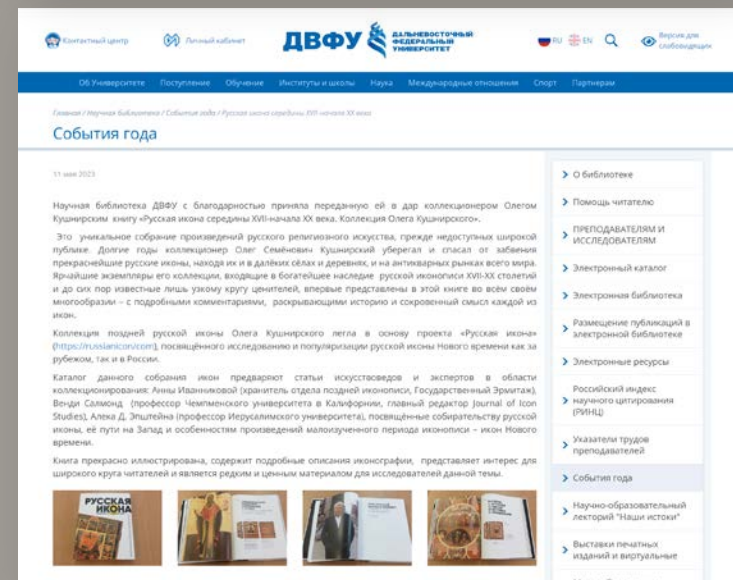 Контактный центр
Личный кабинет
ДВФУ
ДАЛЬНЕВОСТОЧНЫЙ
ФЕДЕРАЛЬНЫЙ
УНИВЕРСИТЕТ
RU
EN
Версия для
слабовидящих
Об Университете Поступление Обучение Институты и школы Наука Международные отношения Спорт Партнерам
Главная / Научная библиотека / События года / Русская икона середины XVII-начала XX века
События года
11 мая 2023
Научная библиотека ДВФУ с благодарностью приняла переданную ей в дар коллекционером Олегом
Кушнирским книгу «Русская икона середины XVII-начала XX века. Коллекция Олега Кушнирского».
Это уникальное собрание произведений русского религиозного искусства, прежде недоступных широкой
публике. Долгие годы коллекционер Олег Семёнович Кушнирский уберегал и спасал от забвения
прекраснейшие русские иконы, находя их и в далёких сёлах и деревнях, и на антикварных рынках всего мира.
Ярчайшие экземпляры его коллекции, входящие в богатейшее наследие русской иконописи XVII-XX столетий
и до сих пор известные лишь узкому кругу ценителей, впервые представлены в этой книге во всём своём
многообразии – с подробными комментариями, раскрывающими историю и сокровенный смысл каждой из
икон.
Коллекция поздней русской иконы Олега Кушнирского легла в основу проекта «Русская икона»
(https://russianicon/com), посвящённого исследованию и популяризации русской иконы Нового времени как за
рубежом, так и в России.
Каталог данного собрания икон предваряют статьи искусствоведов и экспертов в области
коллекционирования: Анны Иванниковой (хранитель отдела поздней иконописи, Государственный Эрмитаж),
Венди Салмонд (профессор Чемпменского университета в Калифорнии, главный редактор Journal of Icon
Studies), Алека Д. Эпштейна (профессор Иерусалимского университета), посвящённые собирательству русской
иконы, её пути на Запад и особенностям произведений малоизученного периода иконописи – икон Нового
времени.
Книга прекрасно иллюстрирована, содержит подробные описания иконографии, представляет интерес для
широкого круга читателей и является редким и ценным материалом для исследователей данной темы.
РУССКАЯ
ИКОНА
О библиотеке
Помощь читателю
ПРЕПОДАВАТЕЛЯМ И
ИССЛЕДОВАТЕЛЯМ
Электронный каталог
Электронная библиотека
Размещение публикаций в
электронной библиотеке
Электронные ресурсы
Российский индекс
научного цитирования
(РИНЦ)
Указатели трудов
преподавателей
События года
Научно-образовательный
лекторий "Наши истоки"
Выставки печатных
изданий и виртуальные